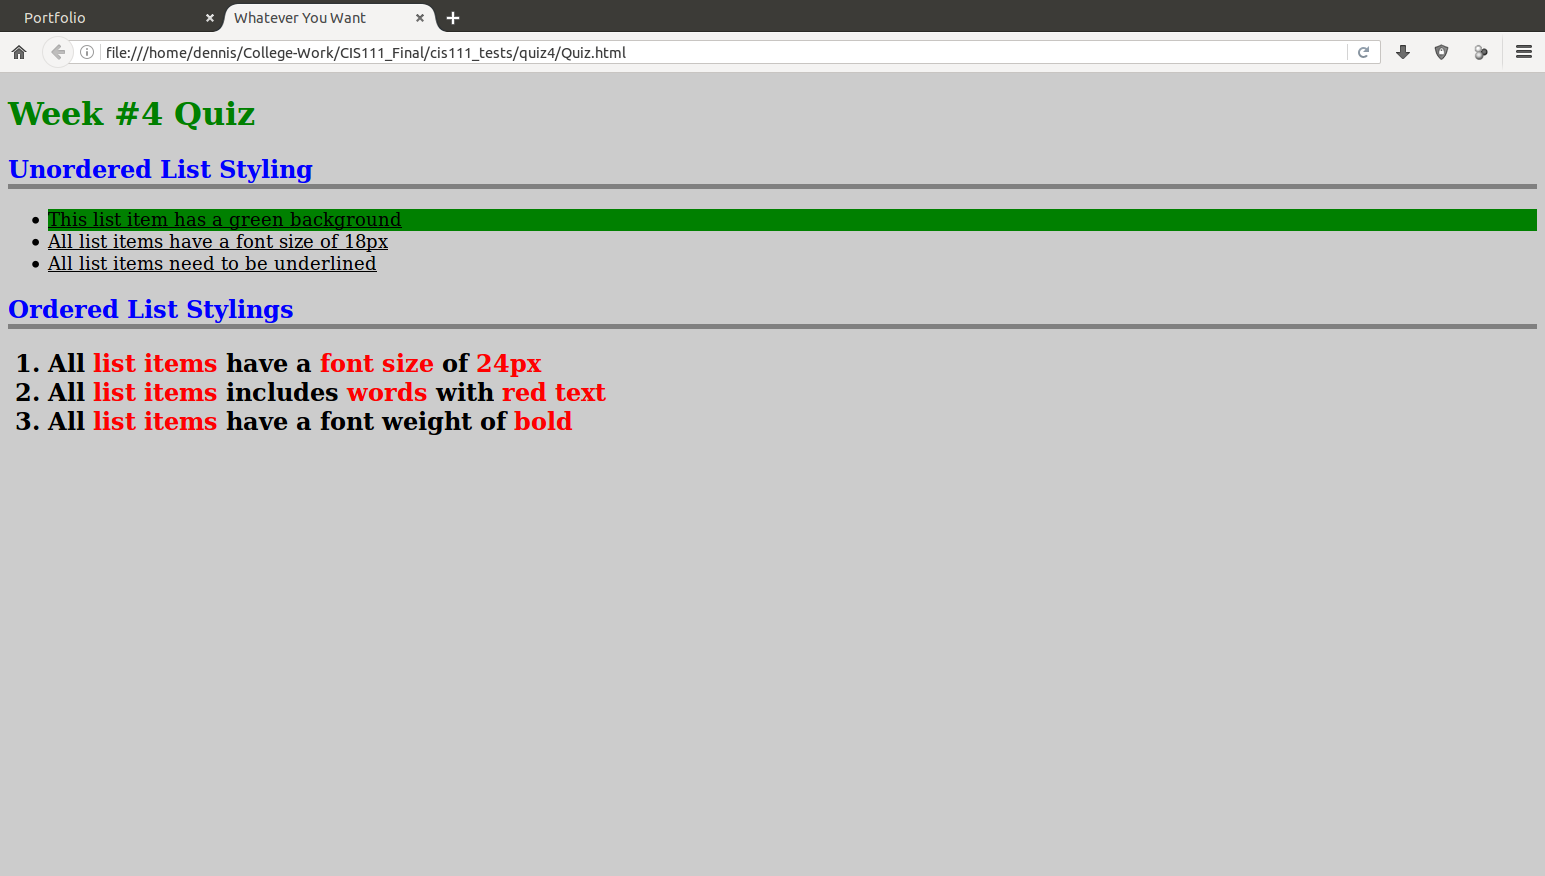 Portfolio
Whatever You Want
file:///home/dennis/College-Work/CIS111_Final/cis111_tests/quiz4/Quiz.html
Week #4 Quiz
Unordered List Styling
• This list item has a green background
• All list items have a font size of 18px
• All list items need to be underlined
Ordered List Stylings
1. All list items have a font size of 24px
2. All list items includes words with red text
3. All list items have a font weight of bold